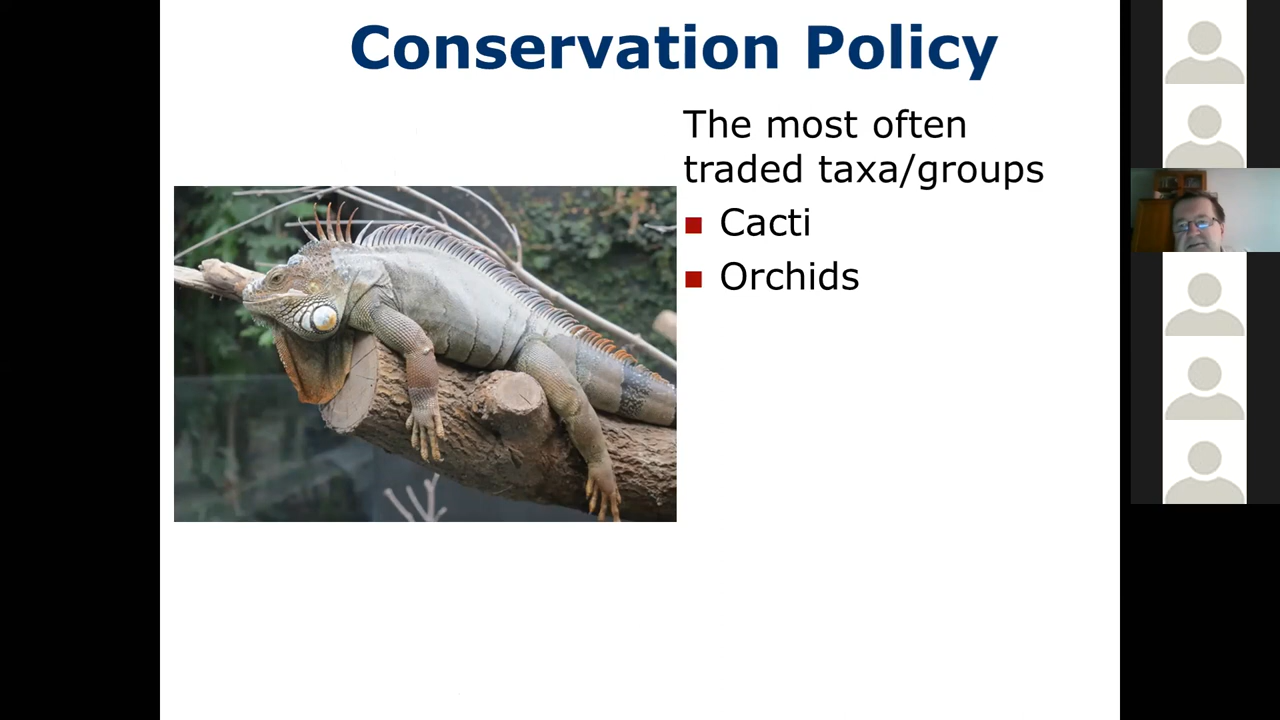 Conservation Policy
The most often
traded taxa/groups
Cacti
Orchids